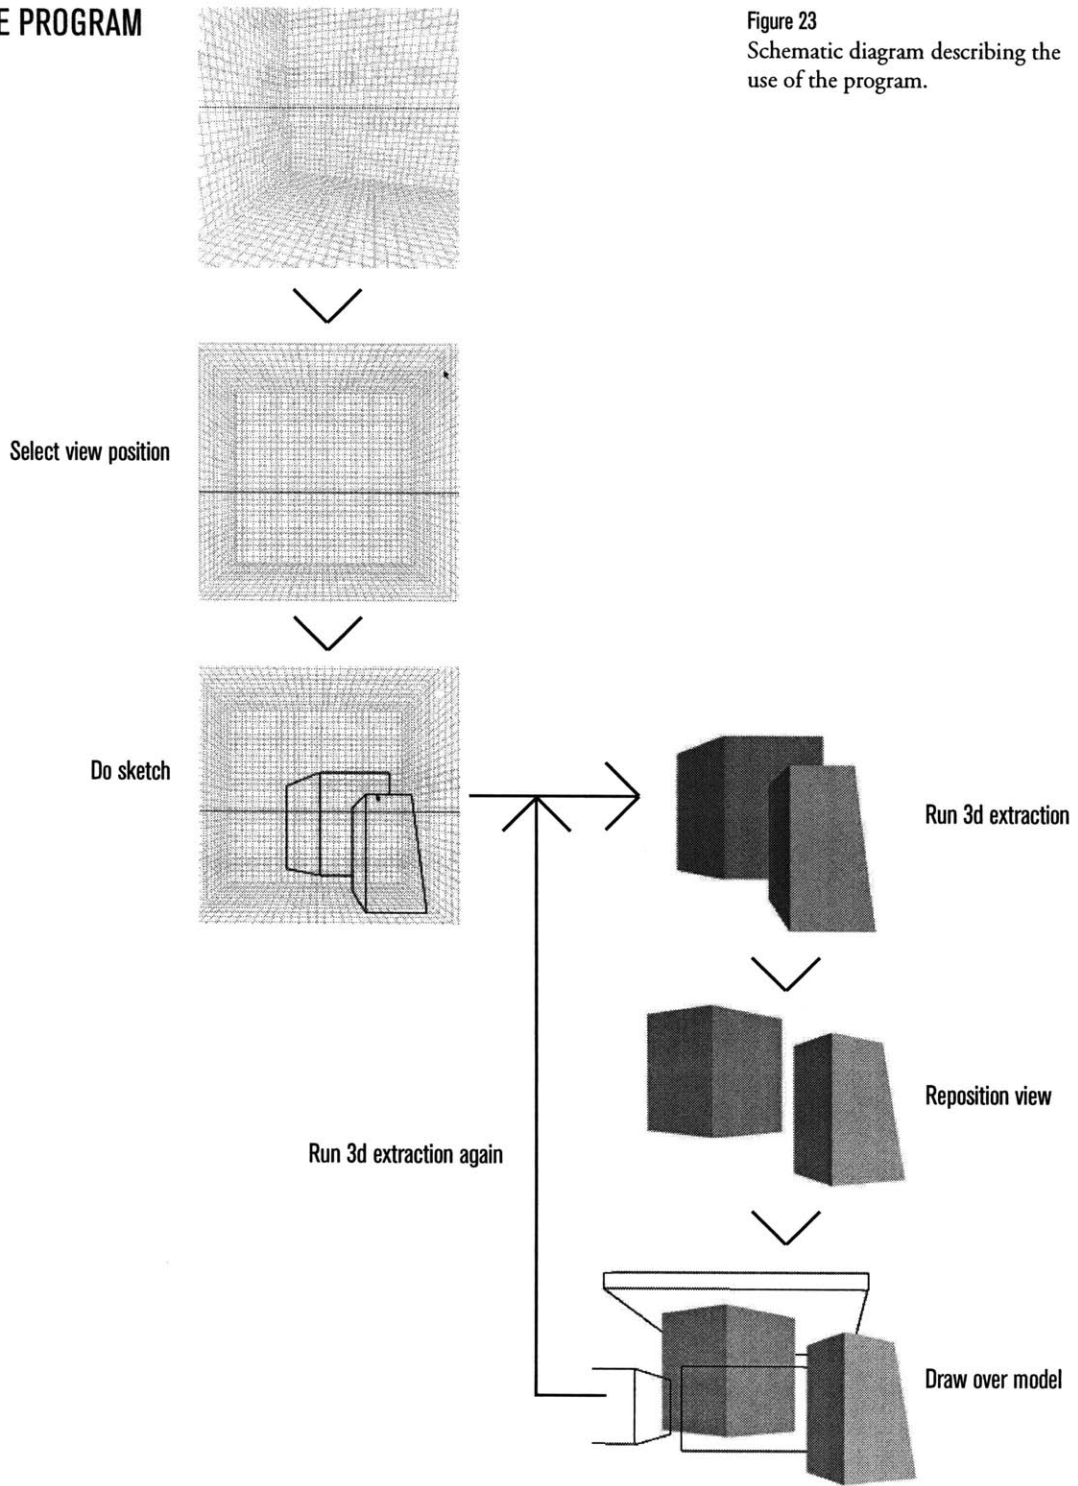 E PROGRAM
Figure 23
Schematic diagram describing the
use of the program.
Select view position
Do sketch
Run 3d extraction
Reposition view
Run 3d extraction again
Draw over model